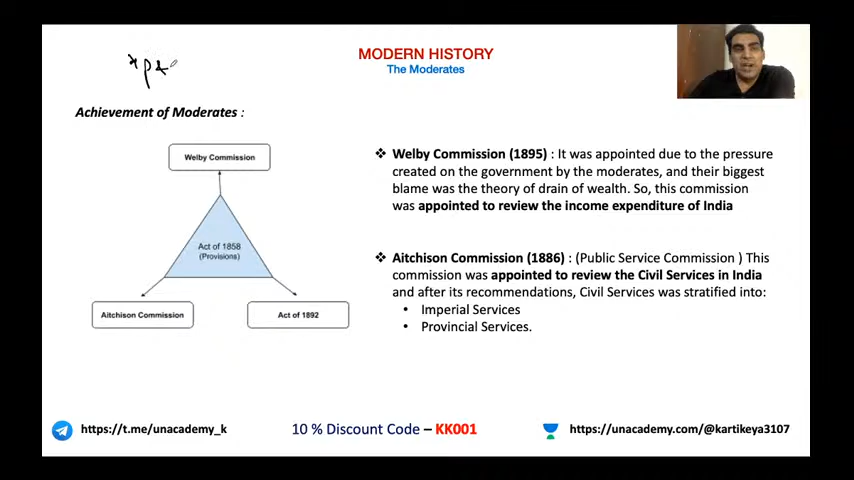 MODERN HISTORY
The Moderates
Achievement of Moderates :
Welby Commission
Act of 1858
(Provisions)
Aitchison Commission
Act of 1892
❖ Welby Commission (1895) : It was appointed due to the pressure
created on the government by the moderates, and their biggest
blame was the theory of drain of wealth. So, this commission
was appointed to review the income expenditure of India
❖ Aitchison Commission (1886) : (Public Service Commission ) This
commission was appointed to review the Civil Services in India
and after its recommendations, Civil Services was stratified into:
• Imperial Services
• Provincial Services.
https://t.me/unacademy_k
10 % Discount Code – KK001
https://unacademy.com/@kartikeya3107